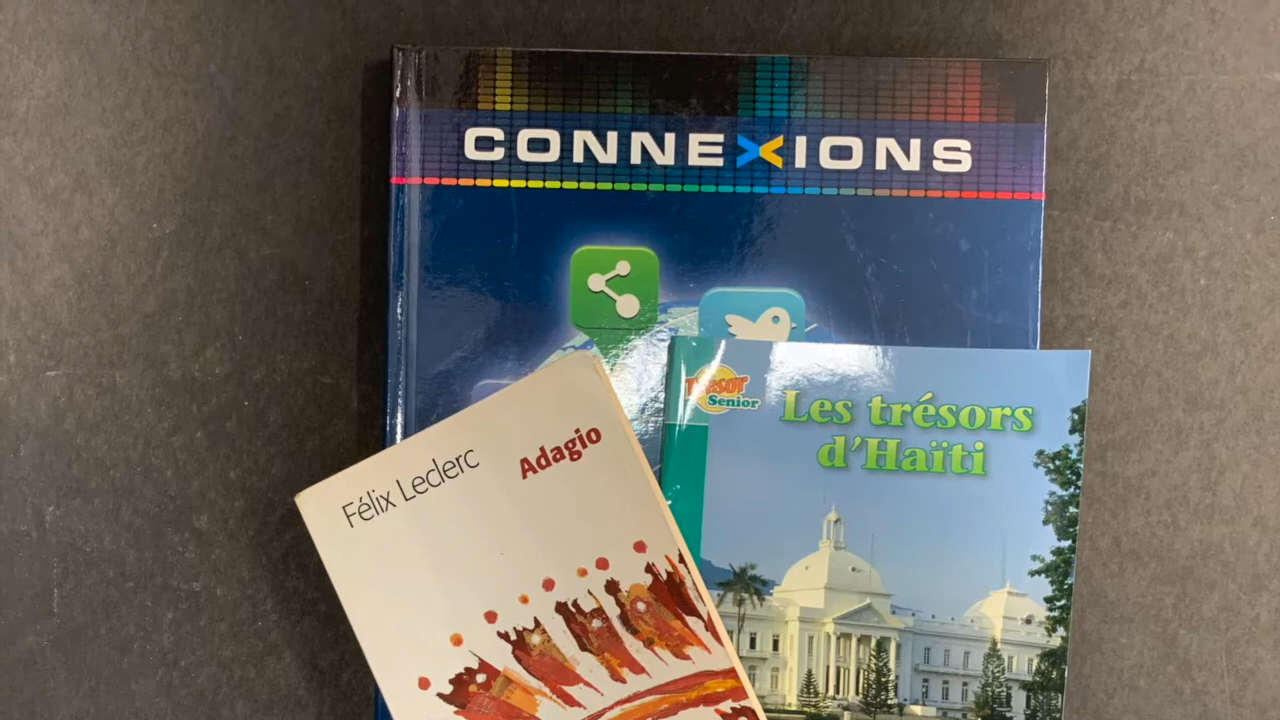 CONNEXIONS
TRÉSOR
Senior
Les trésors
d'Haïti
Félix Leclerc
Adagio